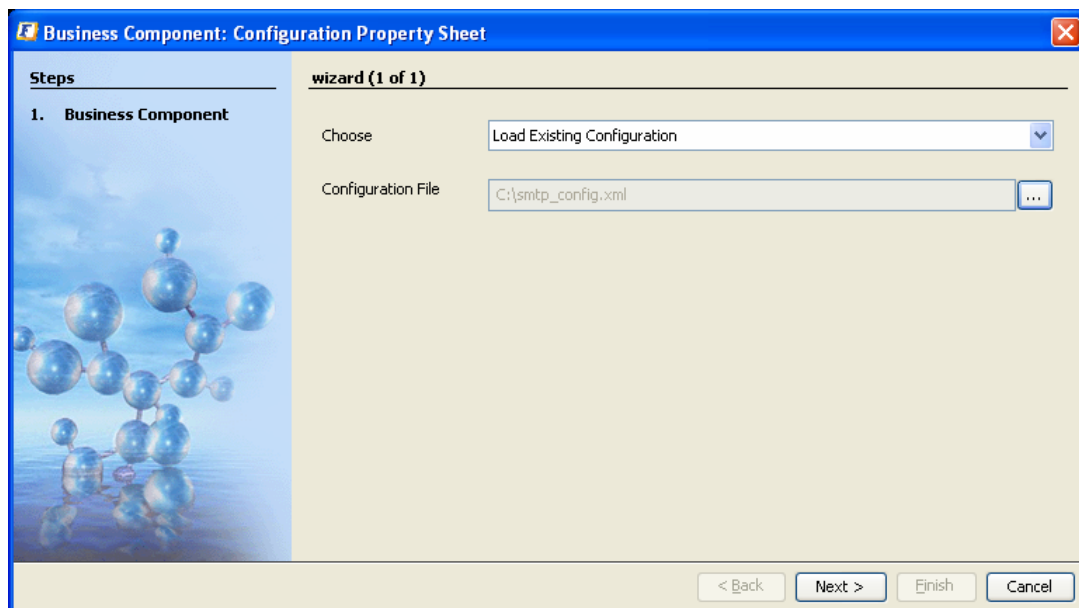 Business Component: Configuration Property Sheet
Steps
1. Business Component
wizard (1 of 1)
Choose
Load Existing Configuration
Configuration File
C:\smtp_config.xml
...
< Back
Next >
Finish
Cancel